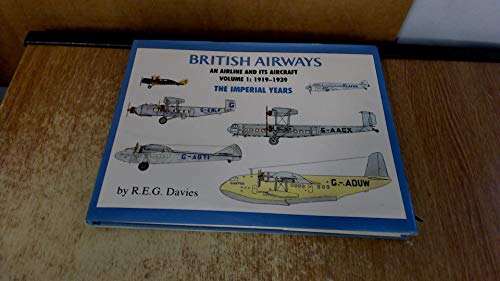 BRITISH AIRWAYS
AN AIRLINE AND ITS AIRCRAFT
VOLUME 1: 1919-1939
THE IMPERIAL YEARS
G-EBLF
G
G-AAGX
G-ADTI
G-ADUW
by R.E.G. Davies